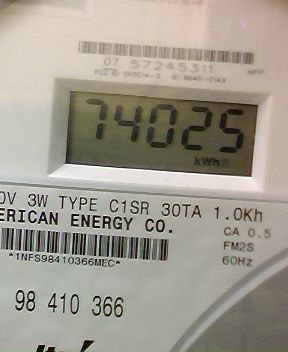 07 57245311
HPP
74025
kWh
0V 3W TYPE C1SR 30TA 1.0Kh
ERICAN ENERGY CO.
CA 0.5
FM2S
*1NFS98410366MEC*
60Hz
98 410 366